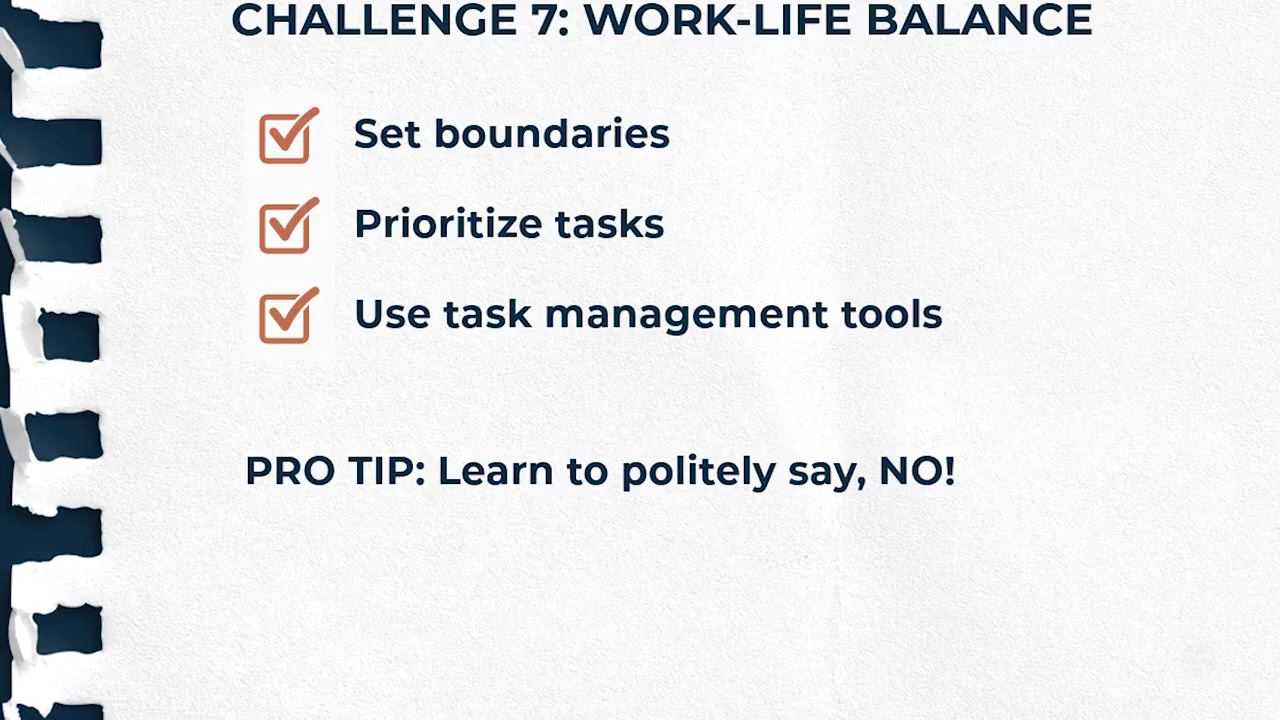 CHALLENGE 7: WORK-LIFE BALANCE
Set boundaries
Prioritize tasks
Use task management tools
PRO TIP: Learn to politely say, NO!